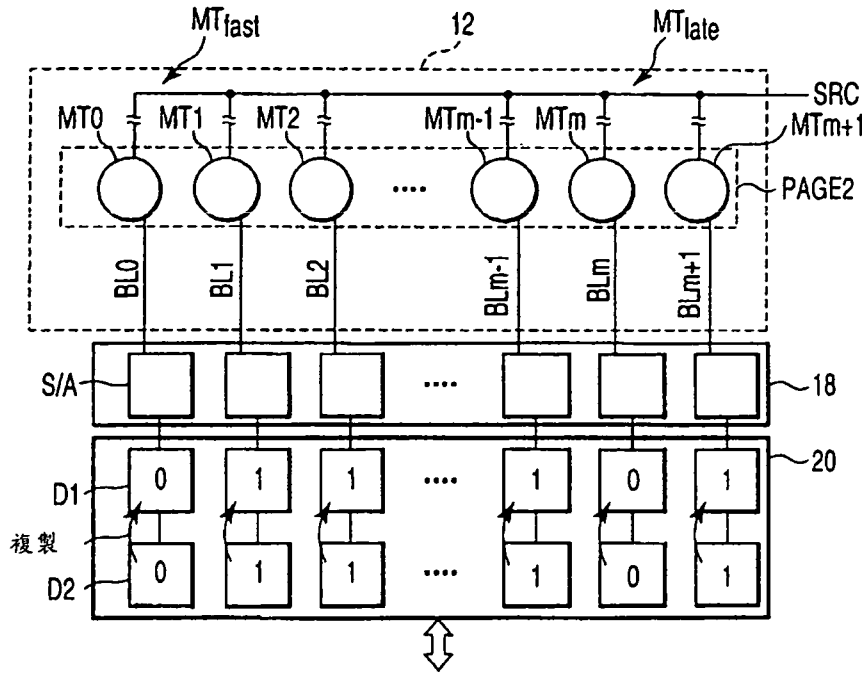 MTfast 12 MTlate
SRC
MT0 MT1 MT2 MTm-1 MTm MTm+1
.... PAGE2
BL0 BL1 BL2 BLm-1 BLm BLm+1
S/A .... 18
20
D1 0 1 1 .... 1 0 1
複製
D2 0 1 1 .... 1 0 1